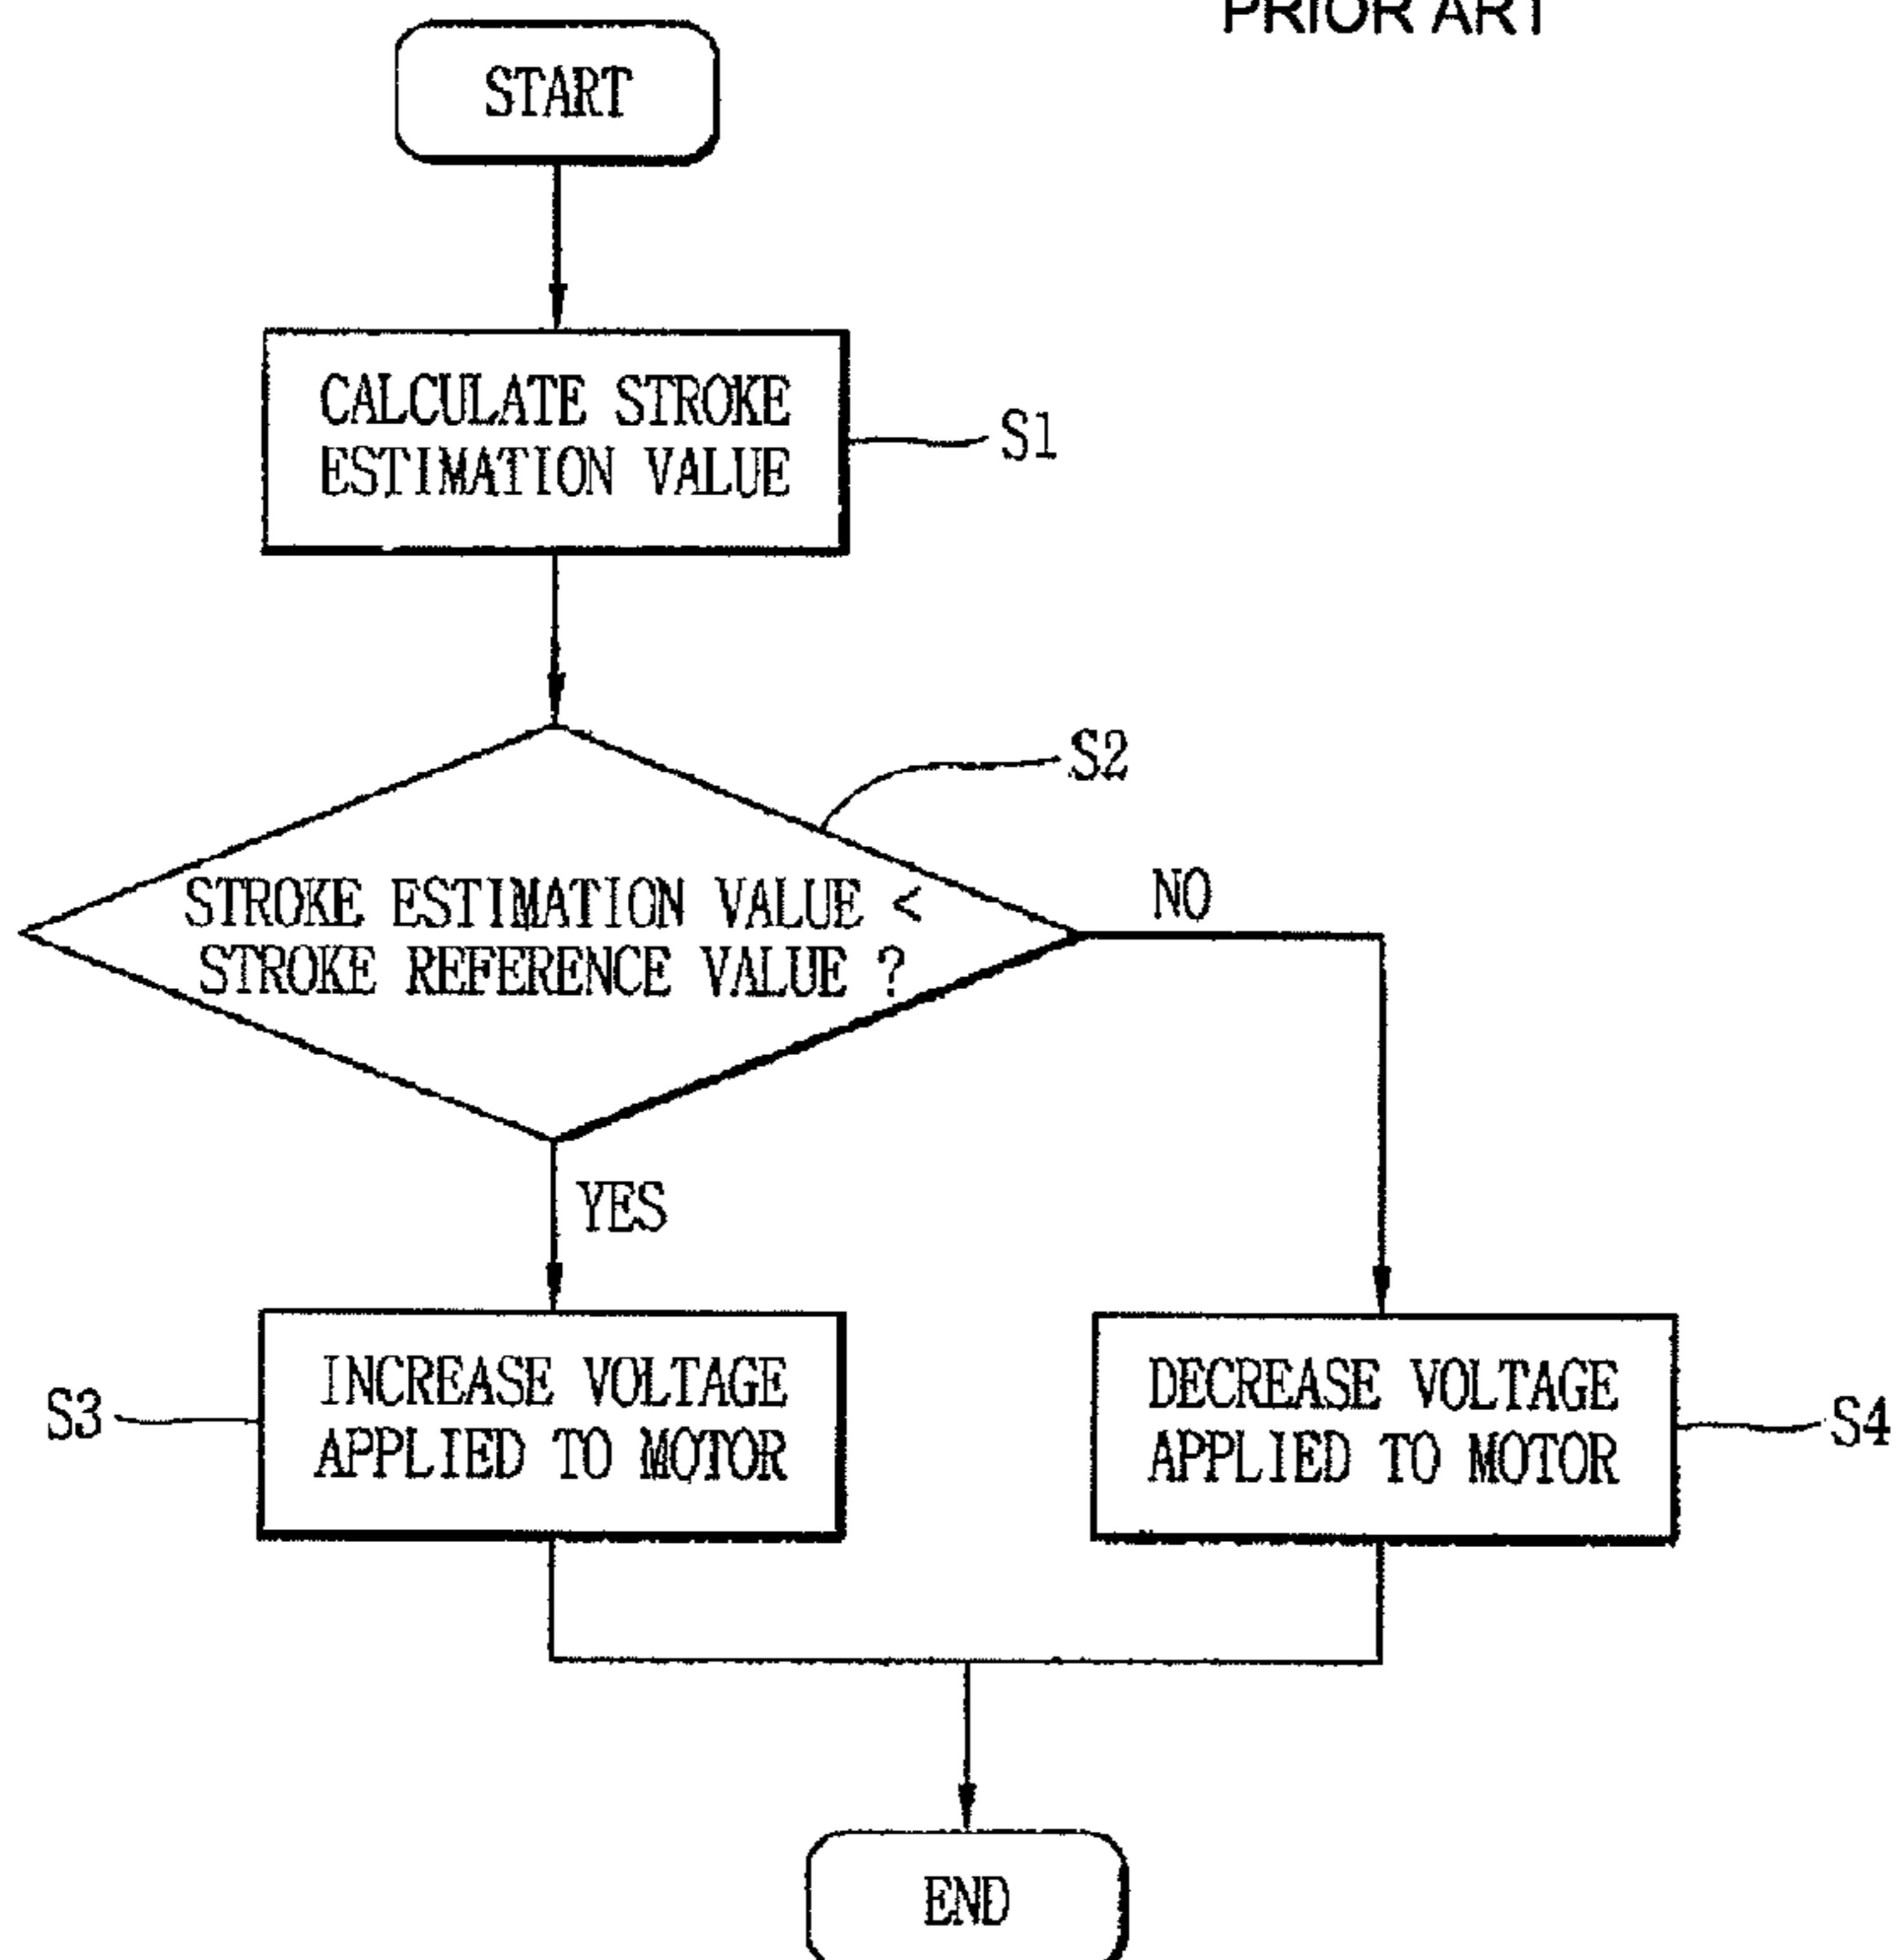 PRIOR ART
START
CALCULATE STROKE
ESTIMATION VALUE
S1
S2
STROKE ESTIMATION VALUE <
STROKE REFERENCE VALUE ?
NO
YES
S3
INCREASE VOLTAGE
APPLIED TO MOTOR
DECREASE VOLTAGE
APPLIED TO MOTOR
S4
END